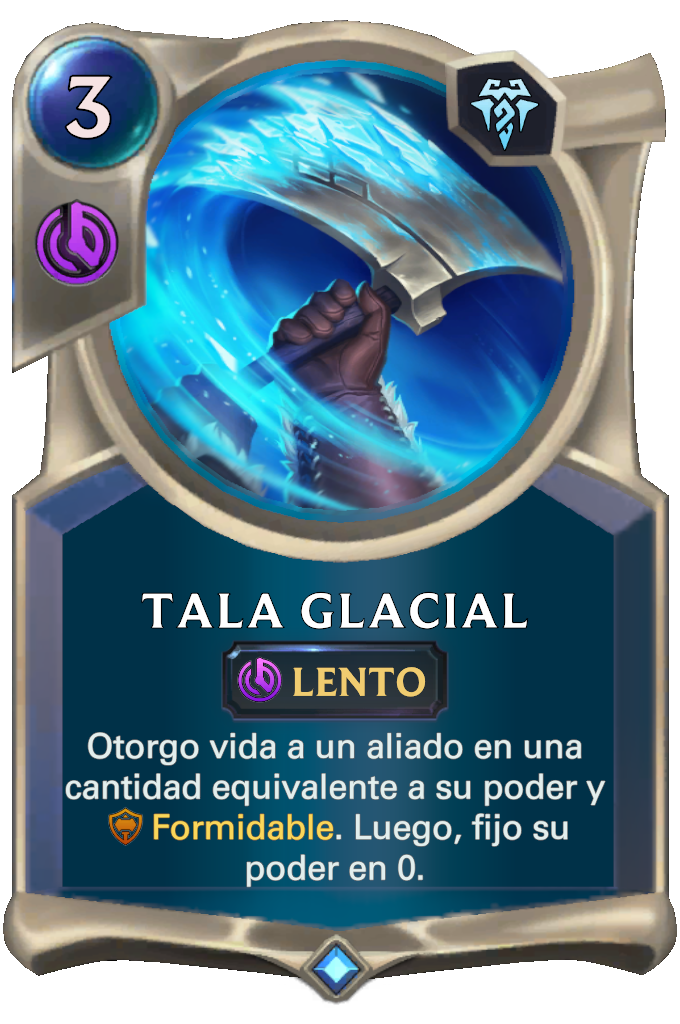 3
TALA GLACIAL
LENTO
Otorgo vida a un aliado en una
cantidad equivalente a su poder y
Formidable. Luego, fijo su
poder en 0.